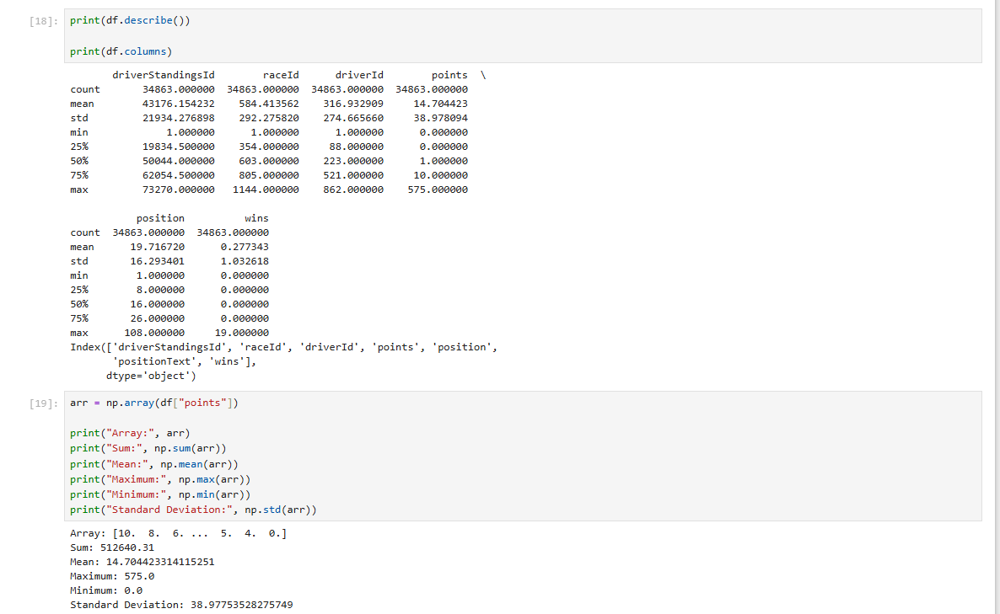 [18]: print(df.describe())
print(df.columns)
driverStandingsId raceId driverId points \
count 34863.000000 34863.000000 34863.000000 34863.000000
mean 43176.154232 584.413562 316.932909 14.704423
std 21934.276898 292.275820 274.665660 38.978094
min 1.000000 1.000000 1.000000 0.000000
25% 19834.500000 354.000000 88.000000 0.000000
50% 50044.000000 603.000000 223.000000 1.000000
75% 62054.500000 805.000000 521.000000 10.000000
max 73270.000000 1144.000000 862.000000 575.000000
position wins
count 34863.000000 34863.000000
mean 19.716720 0.277343
std 16.293401 1.032618
min 1.000000 0.000000
25% 8.000000 0.000000
50% 16.000000 0.000000
75% 26.000000 0.000000
max 108.000000 19.000000
Index(['driverStandingsId', 'raceId', 'driverId', 'points', 'position',
'positionText', 'wins'],
dtype='object')
[19]: arr = np.array(df["points"])
print("Array:", arr)
print("Sum:", np.sum(arr))
print("Mean:", np.mean(arr))
print("Maximum:", np.max(arr))
print("Minimum:", np.min(arr))
print("Standard Deviation:", np.std(arr))
Array: [10. 8. 6. ... 5. 4. 0.]
Sum: 512640.31
Mean: 14.704423314115251
Maximum: 575.0
Minimum: 0.0
Standard Deviation: 38.97753528275749